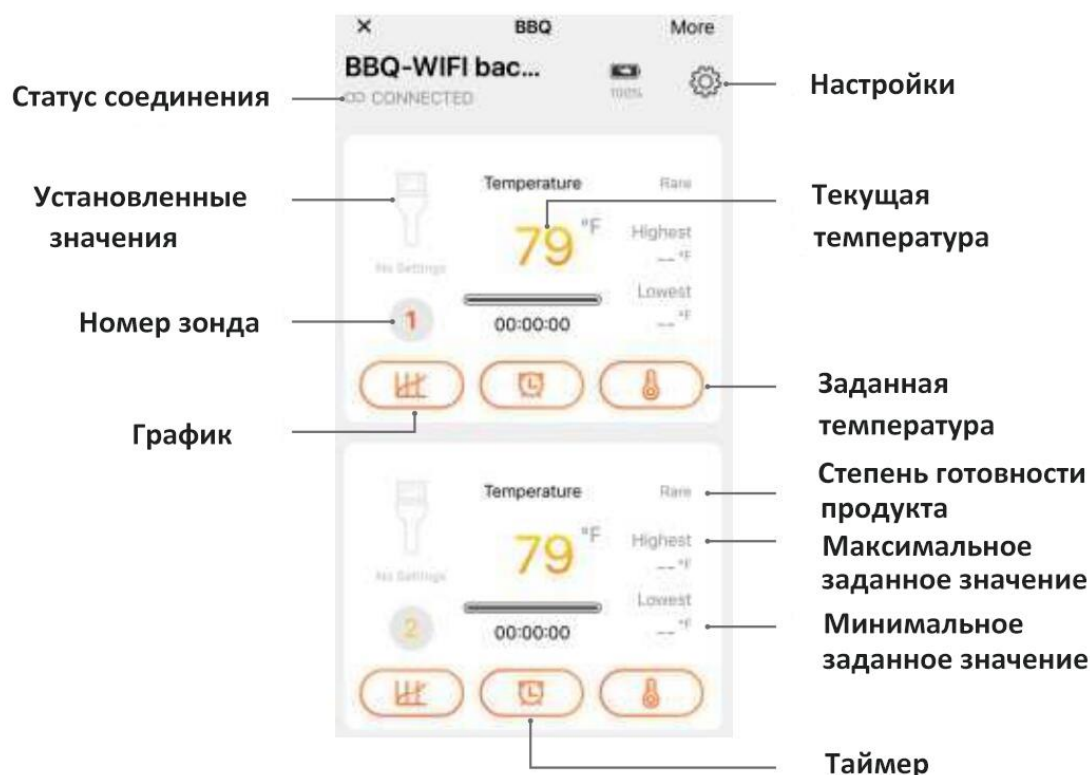 × BBQ More
BBQ-WIFI bac...
100%
CONNECTED
Статус соединения
Настройки
Установленные
значения
Temperature
Rare
79 °F
Highest
-- °F
No Settings
Lowest
-- °F
1
00:00:00
Текущая
температура
Номер зонда
График
Заданная
температура
Temperature
Rare
79 °F
Highest
-- °F
No Settings
Lowest
-- °F
2
00:00:00
Степень готовности
продукта
Максимальное
заданное значение
Минимальное
заданное значение
Таймер